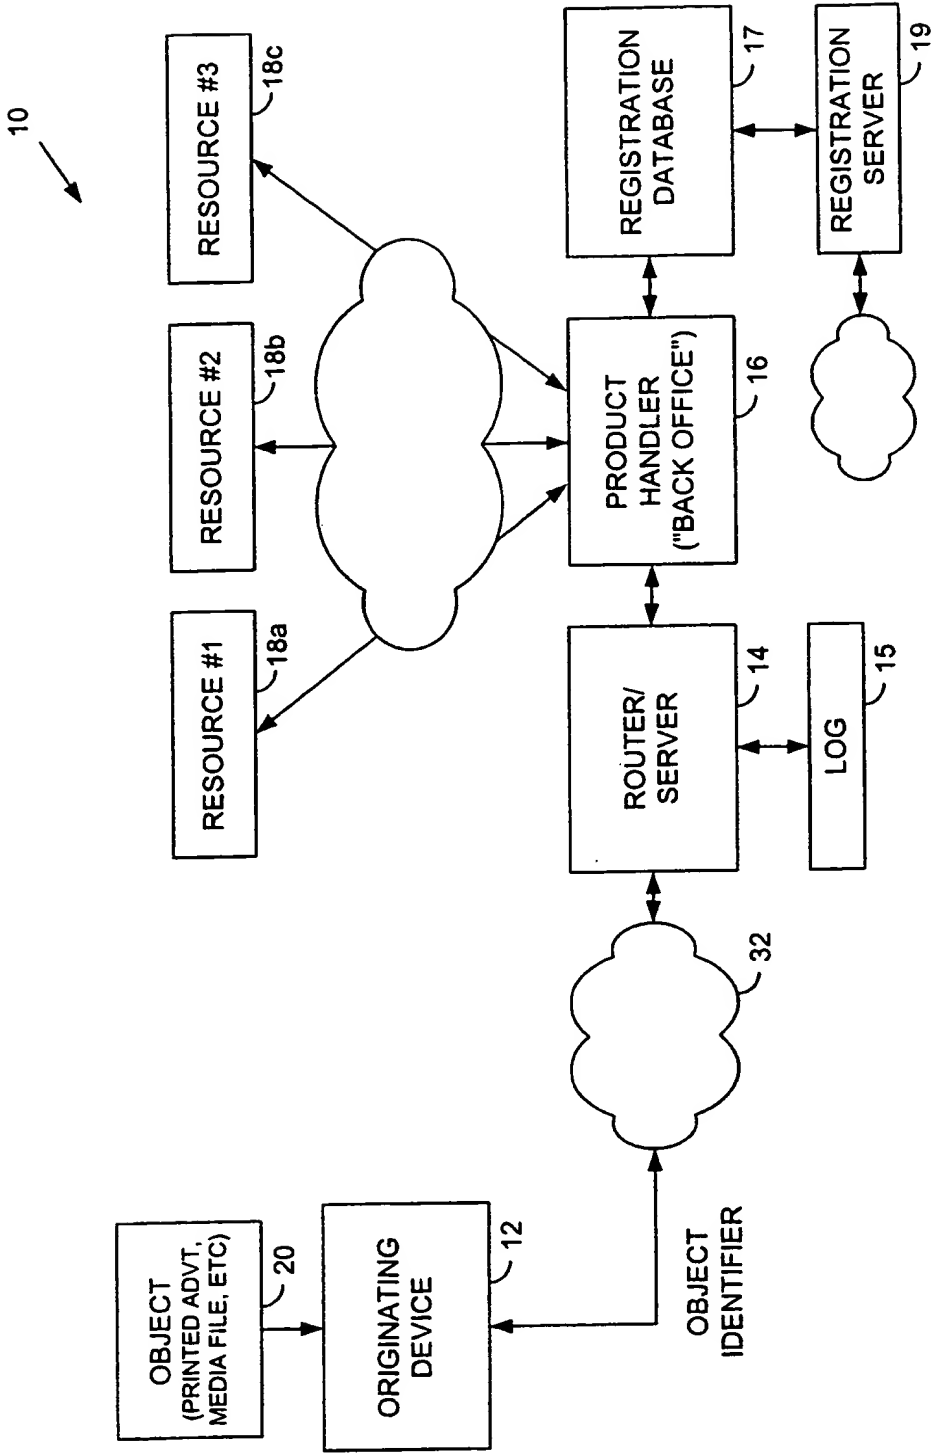 10
RESOURCE #1
18a
RESOURCE #2
18b
RESOURCE #3
18c
OBJECT
(PRINTED ADVT,
MEDIA FILE, ETC)
20
ORIGINATING
DEVICE
12
OBJECT
IDENTIFIER
32
ROUTER/
SERVER
14
LOG
15
PRODUCT
HANDLER
("BACK OFFICE")
16
REGISTRATION
DATABASE
17
REGISTRATION
SERVER
19